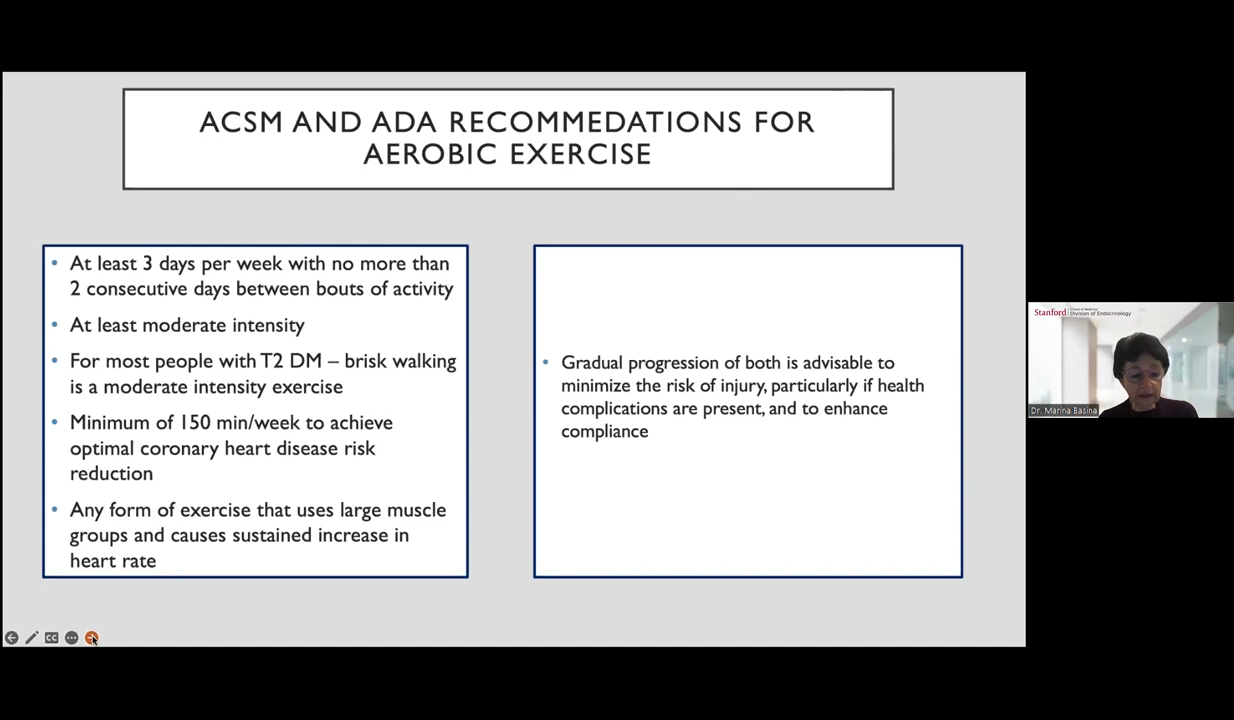 ACSM AND ADA RECOMMEDATIONS FOR
AEROBIC EXERCISE
• At least 3 days per week with no more than
2 consecutive days between bouts of activity
• At least moderate intensity
• For most people with T2 DM – brisk walking
is a moderate intensity exercise
• Minimum of 150 min/week to achieve
optimal coronary heart disease risk
reduction
• Any form of exercise that uses large muscle
groups and causes sustained increase in
heart rate
• Gradual progression of both is advisable to
minimize the risk of injury, particularly if health
complications are present, and to enhance
compliance
Stanford
Division of Endocrinology
Dr. Marina Basina
CC